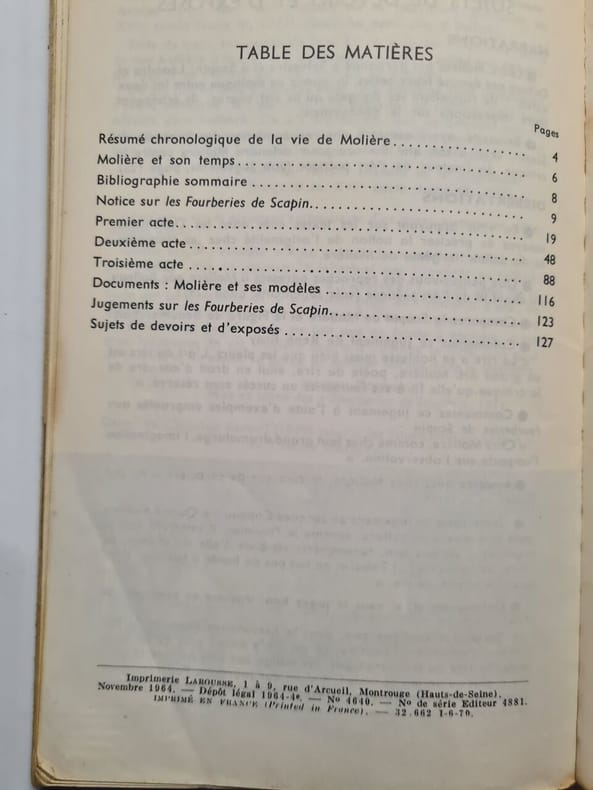 TABLE DES MATIÈRES
Pages
Résumé chronologique de la vie de Molière........................ 4
Molière et son temps........................ 6
Bibliographie sommaire........................ 8
Notice sur les Fourberies de Scapin........................ 9
Premier acte........................ 19
Deuxième acte........................ 48
Troisième acte........................ 88
Documents : Molière et ses modèles........................ 116
Jugements sur les Fourberies de Scapin........................ 123
Sujets de devoirs et d'exposés........................ 127
Imprimerie LAROUSSE, 1 à 9, rue d'Arcueil, Montrouge (Hauts-de-Seine).
Novembre 1964. — Dépôt légal 1964-4e. — No 4640. — No de série Editeur 4881.
IMPRIMÉ EN FRANCE (Printed in France). — 32.662 1-6-70.